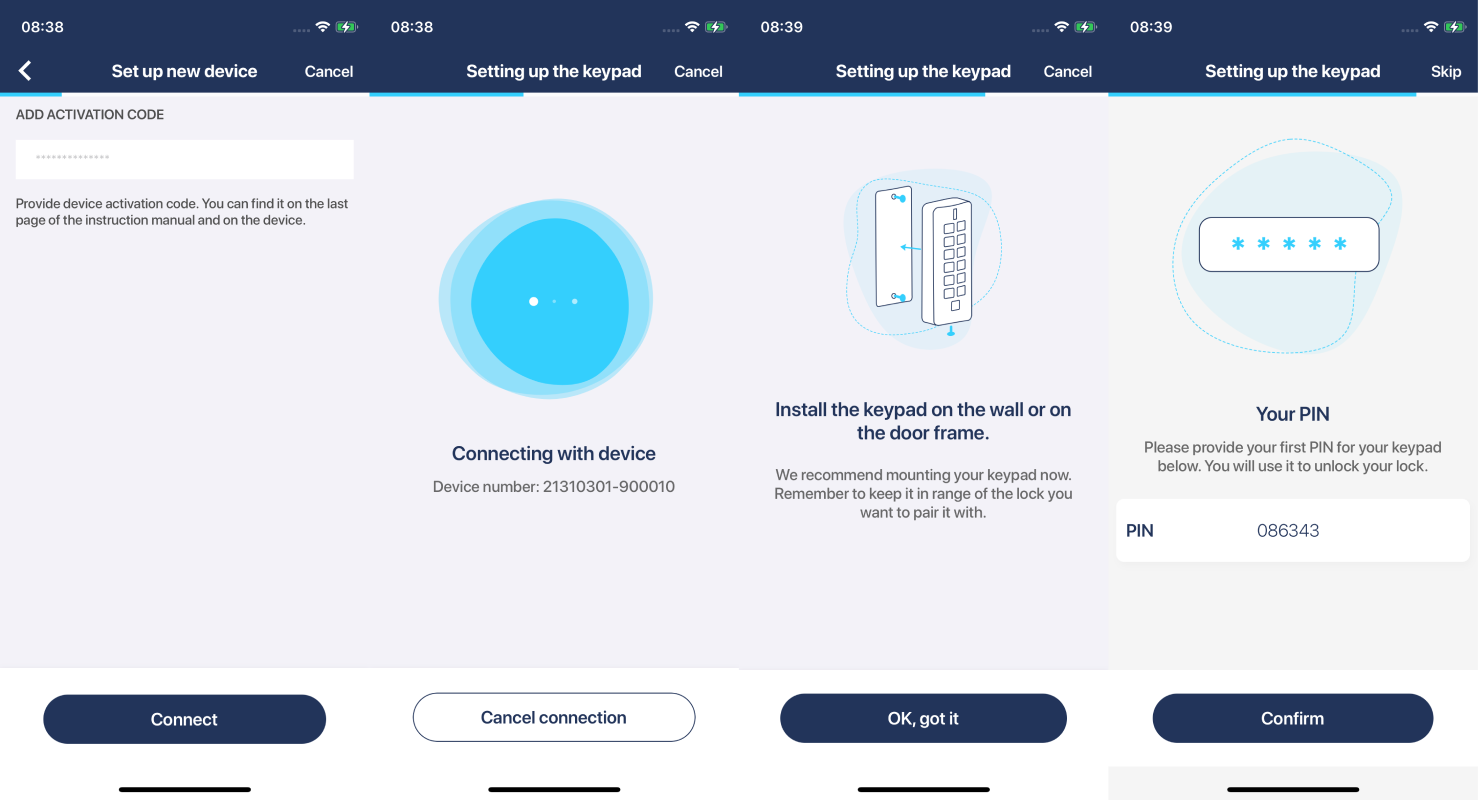 08:38
Set up new device
Cancel
ADD ACTIVATION CODE
**************
Provide device activation code. You can find it on the last
page of the instruction manual and on the device.
Connect
08:38
Setting up the keypad
Cancel
Connecting with device
Device number: 21310301-900010
Cancel connection
08:39
Setting up the keypad
Cancel
Install the keypad on the wall or on
the door frame.
We recommend mounting your keypad now.
Remember to keep it in range of the lock you
want to pair it with.
OK, got it
08:39
Setting up the keypad
Skip
* * * * *
Your PIN
Please provide your first PIN for your keypad
below. You will use it to unlock your lock.
PIN 086343
Confirm